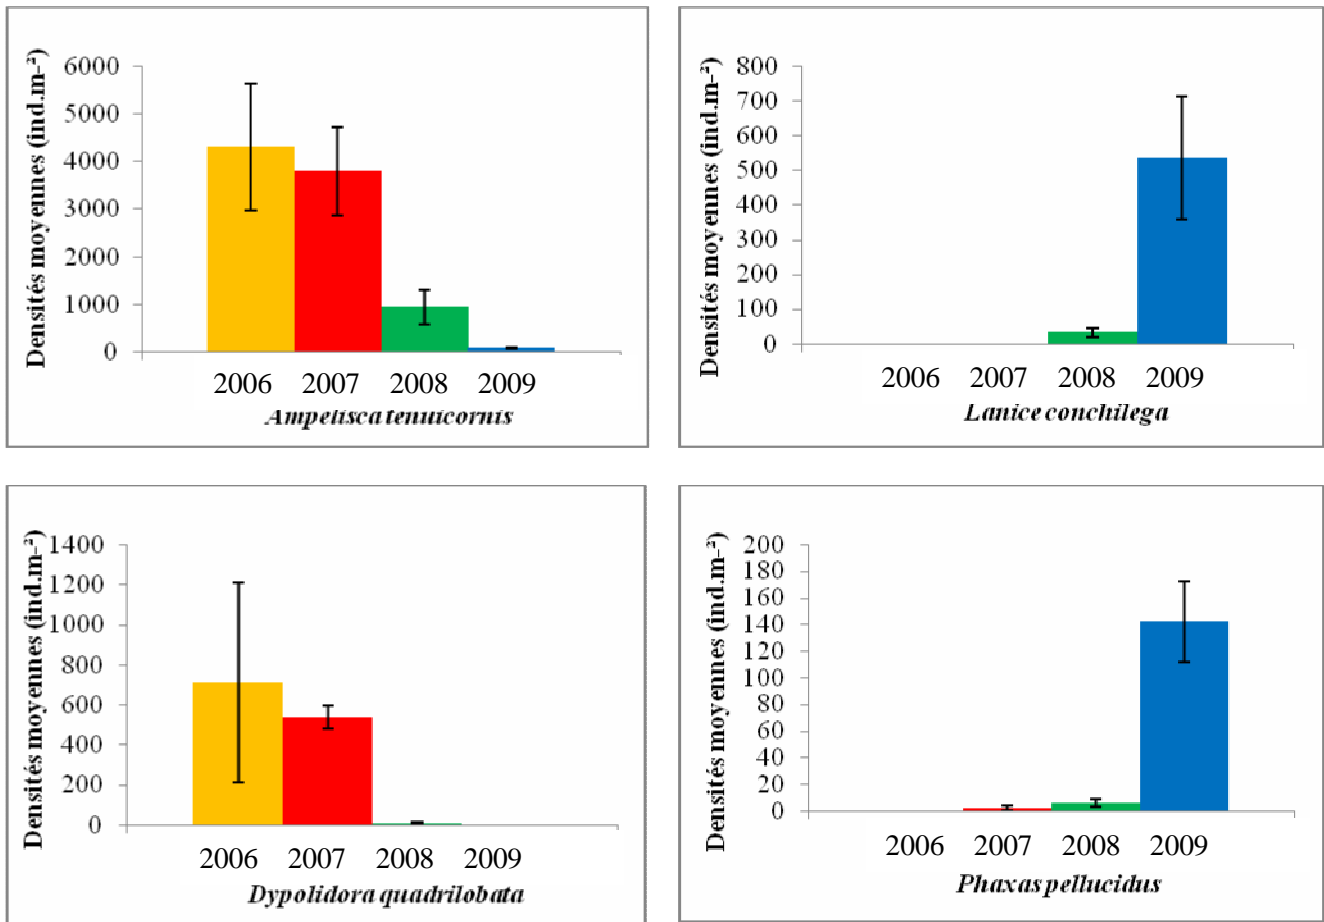 Densités moyennes (ind.m-²)
6000
5000
4000
3000
2000
1000
0
2006 2007 2008 2009
Ampelisca tenuicornis
Densités moyennes (ind.m-²)
800
700
600
500
400
300
200
100
0
2006 2007 2008 2009
Lanice conchilega
Densités moyennes (ind.m-²)
1400
1200
1000
800
600
400
200
0
2006 2007 2008 2009
Dypolidora quadrilobata
Densités moyennes (ind.m-²)
200
180
160
140
120
100
80
60
40
20
0
2006 2007 2008 2009
Phaxas pellucidus